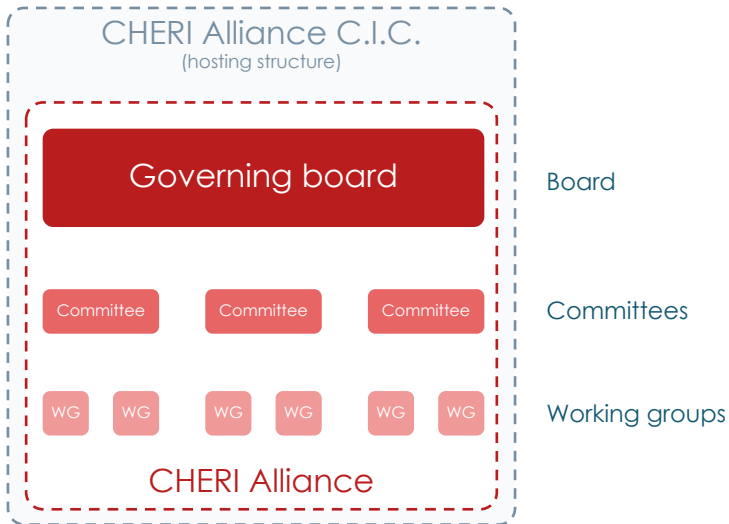 CHERI Alliance C.I.C.
(hosting structure)
Governing board
Board
Committee
Committee
Committee
Committees
WG
WG
WG
WG
WG
WG
Working groups
CHERI Alliance